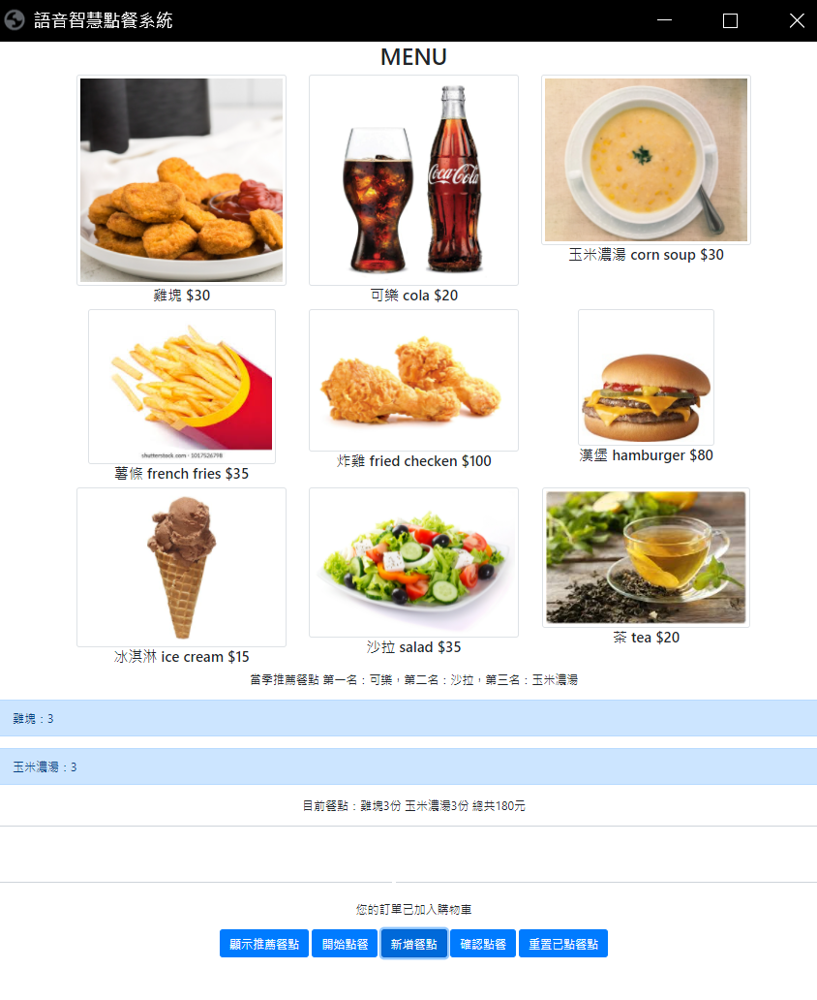 語音智慧點餐系統
MENU
Coca-Cola
雞塊 $30
可樂 cola $20
玉米濃湯 corn soup $30
shutterstock.com · 1017526798
薯條 french fries $35
炸雞 fried checken $100
漢堡 hamburger $80
冰淇淋 ice cream $15
沙拉 salad $35
茶 tea $20
當季推薦餐點 第一名：可樂，第二名：沙拉，第三名：玉米濃湯
雞塊：3
玉米濃湯：3
目前餐點：雞塊3份 玉米濃湯3份 總共180元
您的訂單已加入購物車
顯示推薦餐點 開始點餐 新增餐點 確認點餐 重置已點餐點